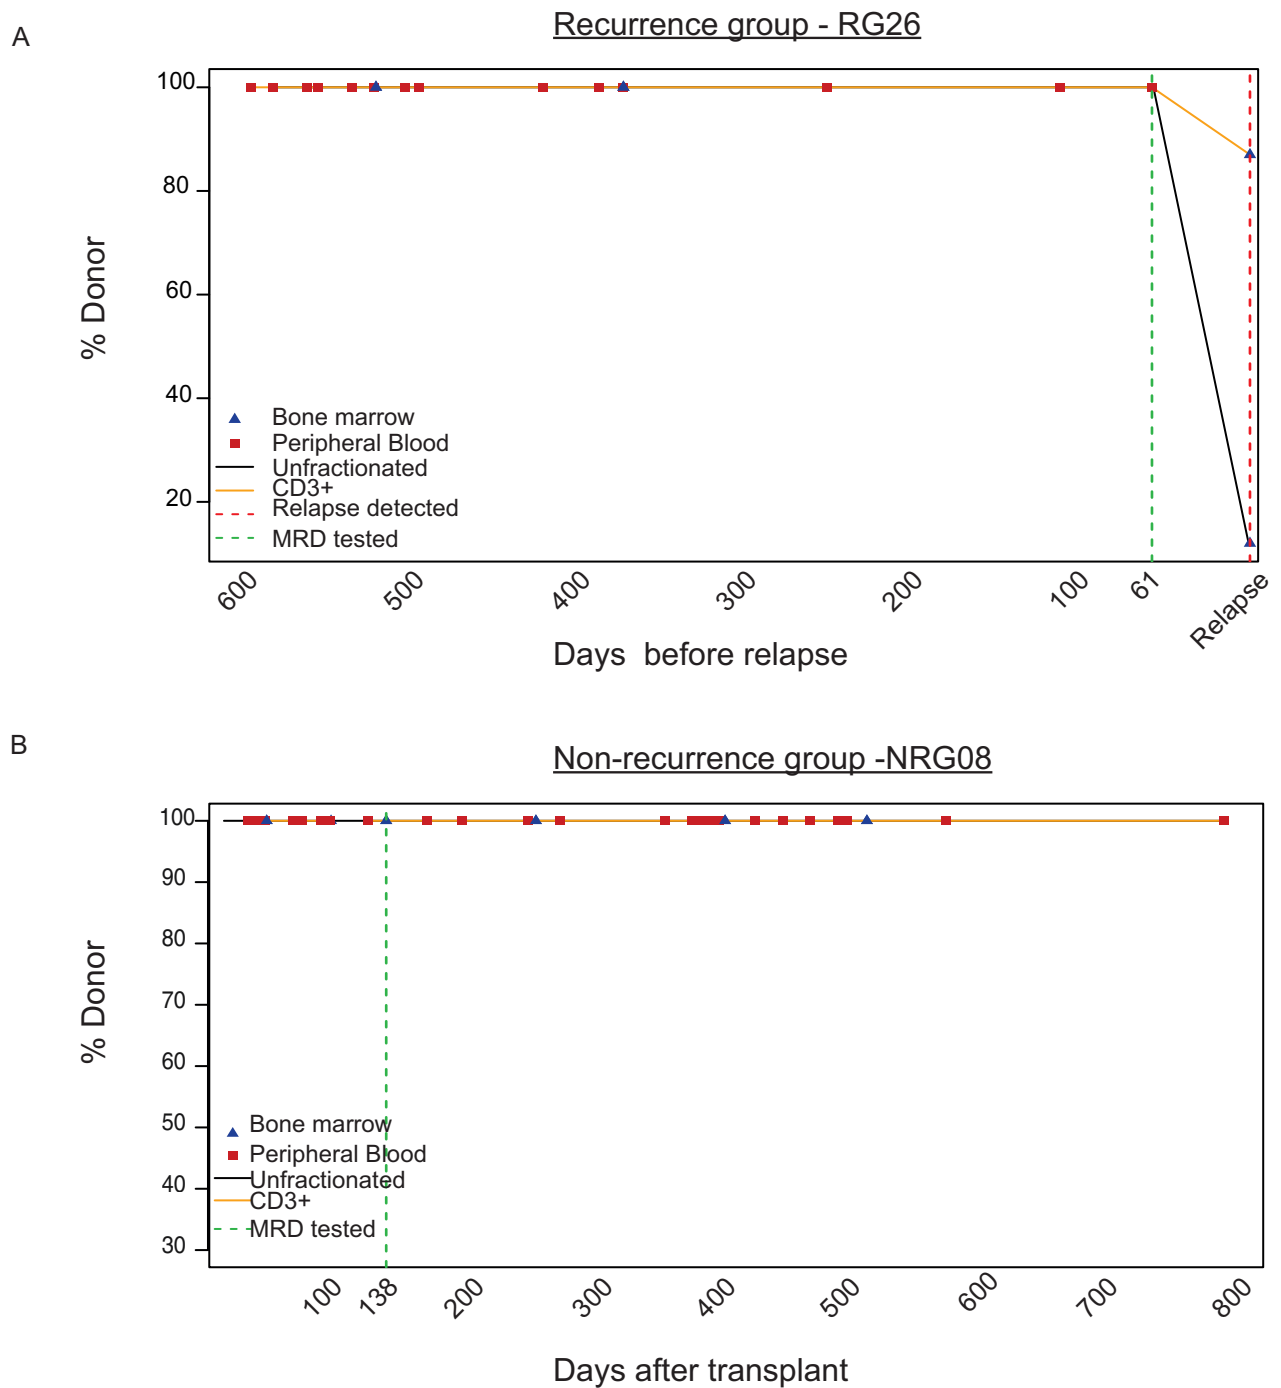 A
Recurrence group - RG26
100
80
60
40
20
% Donor
Bone marrow
Peripheral Blood
Unfractionated
CD3+
Relapse detected
MRD tested
600 500 400 300 200 100 61 Relapse
Days before relapse
B
Non-recurrence group -NRG08
100
90
80
70
60
50
40
30
% Donor
Bone marrow
Peripheral Blood
Unfractionated
CD3+
MRD tested
100 138 200 300 400 500 600 700 800
Days after transplant